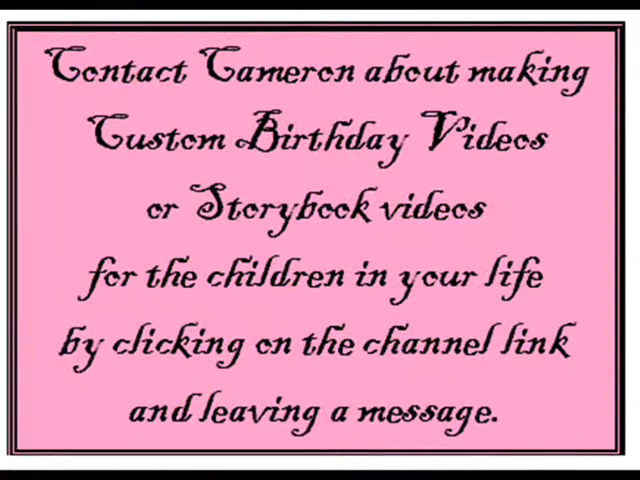 Contact Cameron about making
Custom Birthday Videos
or Storybook videos
for the children in your life
by clicking on the channel link
and leaving a message.